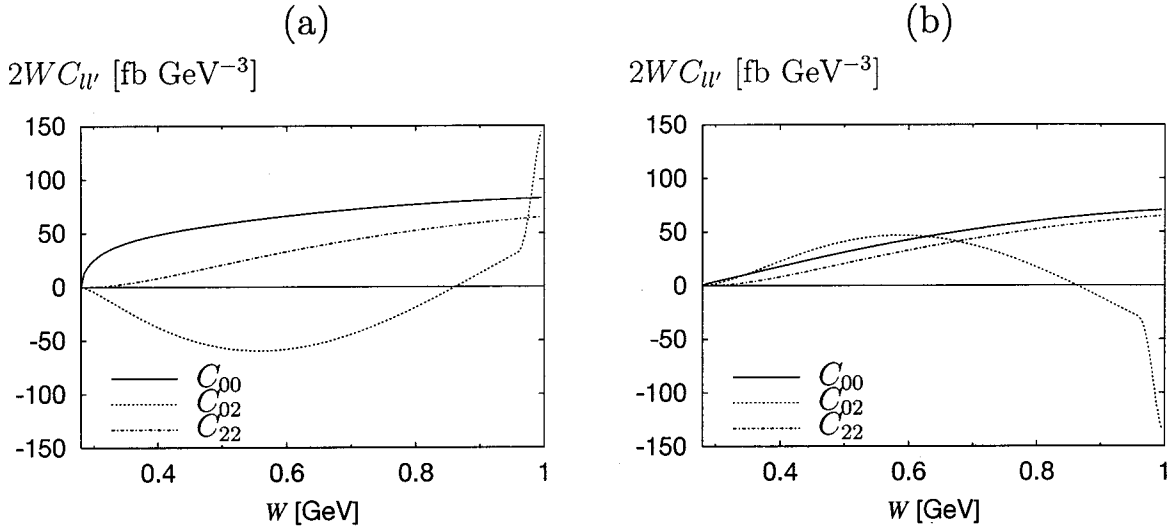 (a)
2WC_{ll'} [fb GeV^{-3}]
150
100
50
0
-50
-100
-150
C_{00}
C_{02}
C_{22}
0.4
0.6
0.8
1
W [GeV]
(b)
2WC_{ll'} [fb GeV^{-3}]
150
100
50
0
-50
-100
-150
C_{00}
C_{02}
C_{22}
0.4
0.6
0.8
1
W [GeV]